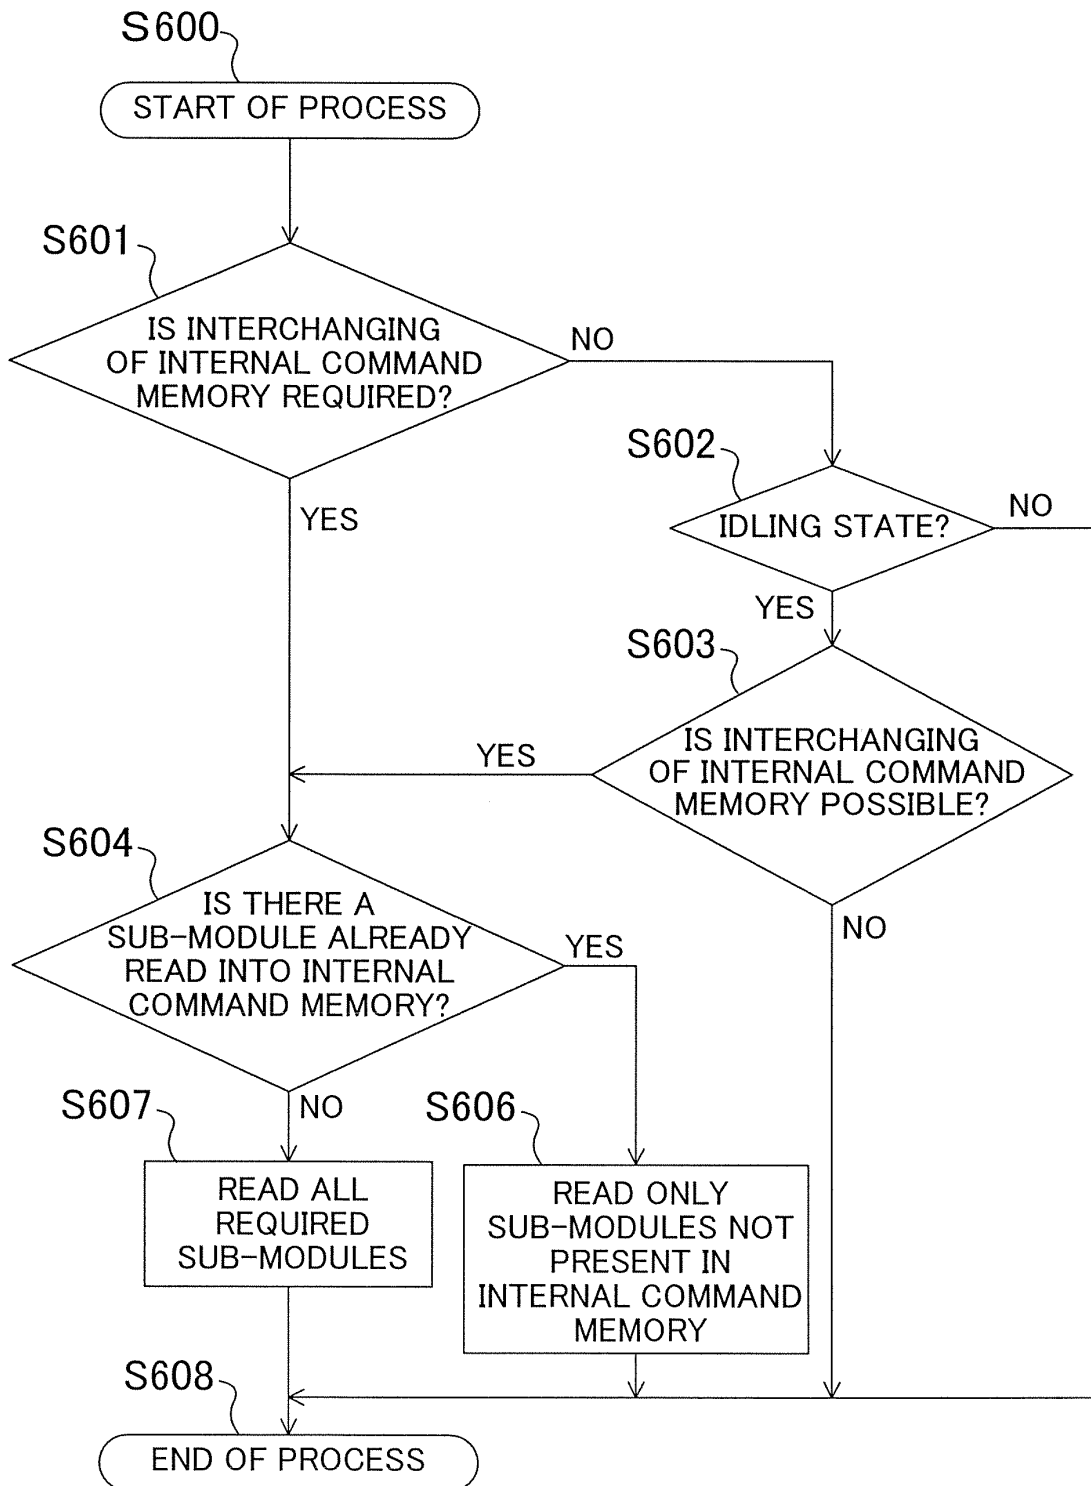 S600
START OF PROCESS
S601
IS INTERCHANGING
OF INTERNAL COMMAND
MEMORY REQUIRED?
NO
YES
S602
IDLING STATE?
NO
YES
S603
IS INTERCHANGING
OF INTERNAL COMMAND
MEMORY POSSIBLE?
YES
NO
S604
IS THERE A
SUB-MODULE ALREADY
READ INTO INTERNAL
COMMAND MEMORY?
YES
NO
S607
READ ALL
REQUIRED
SUB-MODULES
S606
READ ONLY
SUB-MODULES NOT
PRESENT IN
INTERNAL COMMAND
MEMORY
S608
END OF PROCESS